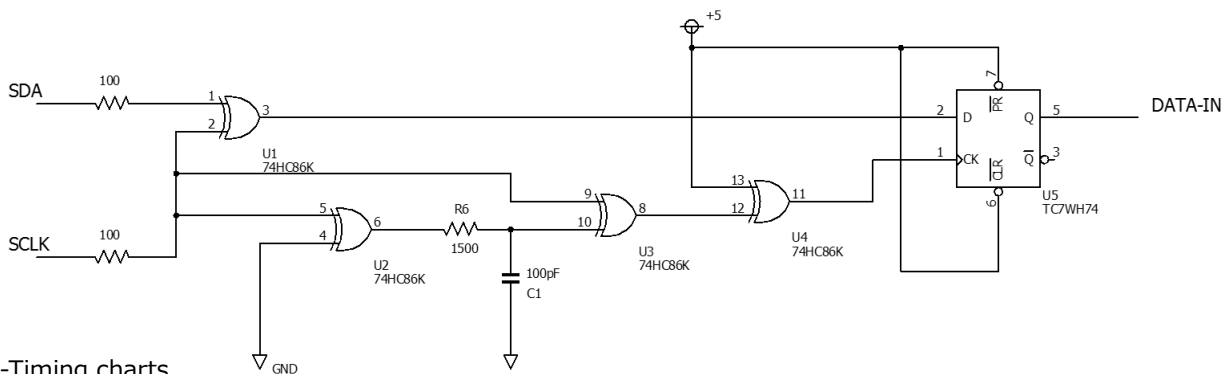 +5
SDA
100
1
2
3
U1
74HC86K
SCLK
100
5
4
6
U2
74HC86K
R6
1500
100pF
C1
GND
9
10
8
U3
74HC86K
13
12
11
U4
74HC86K
2
D
1
CK
7
PR
CLR
6
Q
5
Q
3
U5
TC7WH74
DATA-IN
-Timing charts